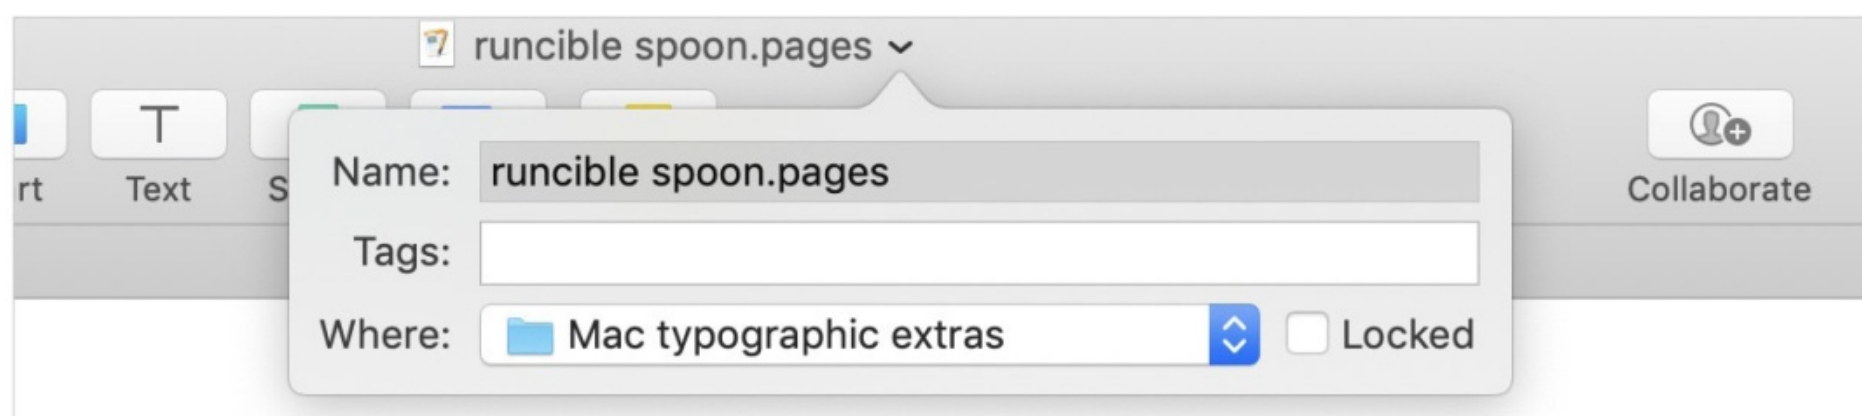 runcible spoon.pages
Name: runcible spoon.pages
rt Text S Collaborate
Tags:
Where: Mac typographic extras Locked